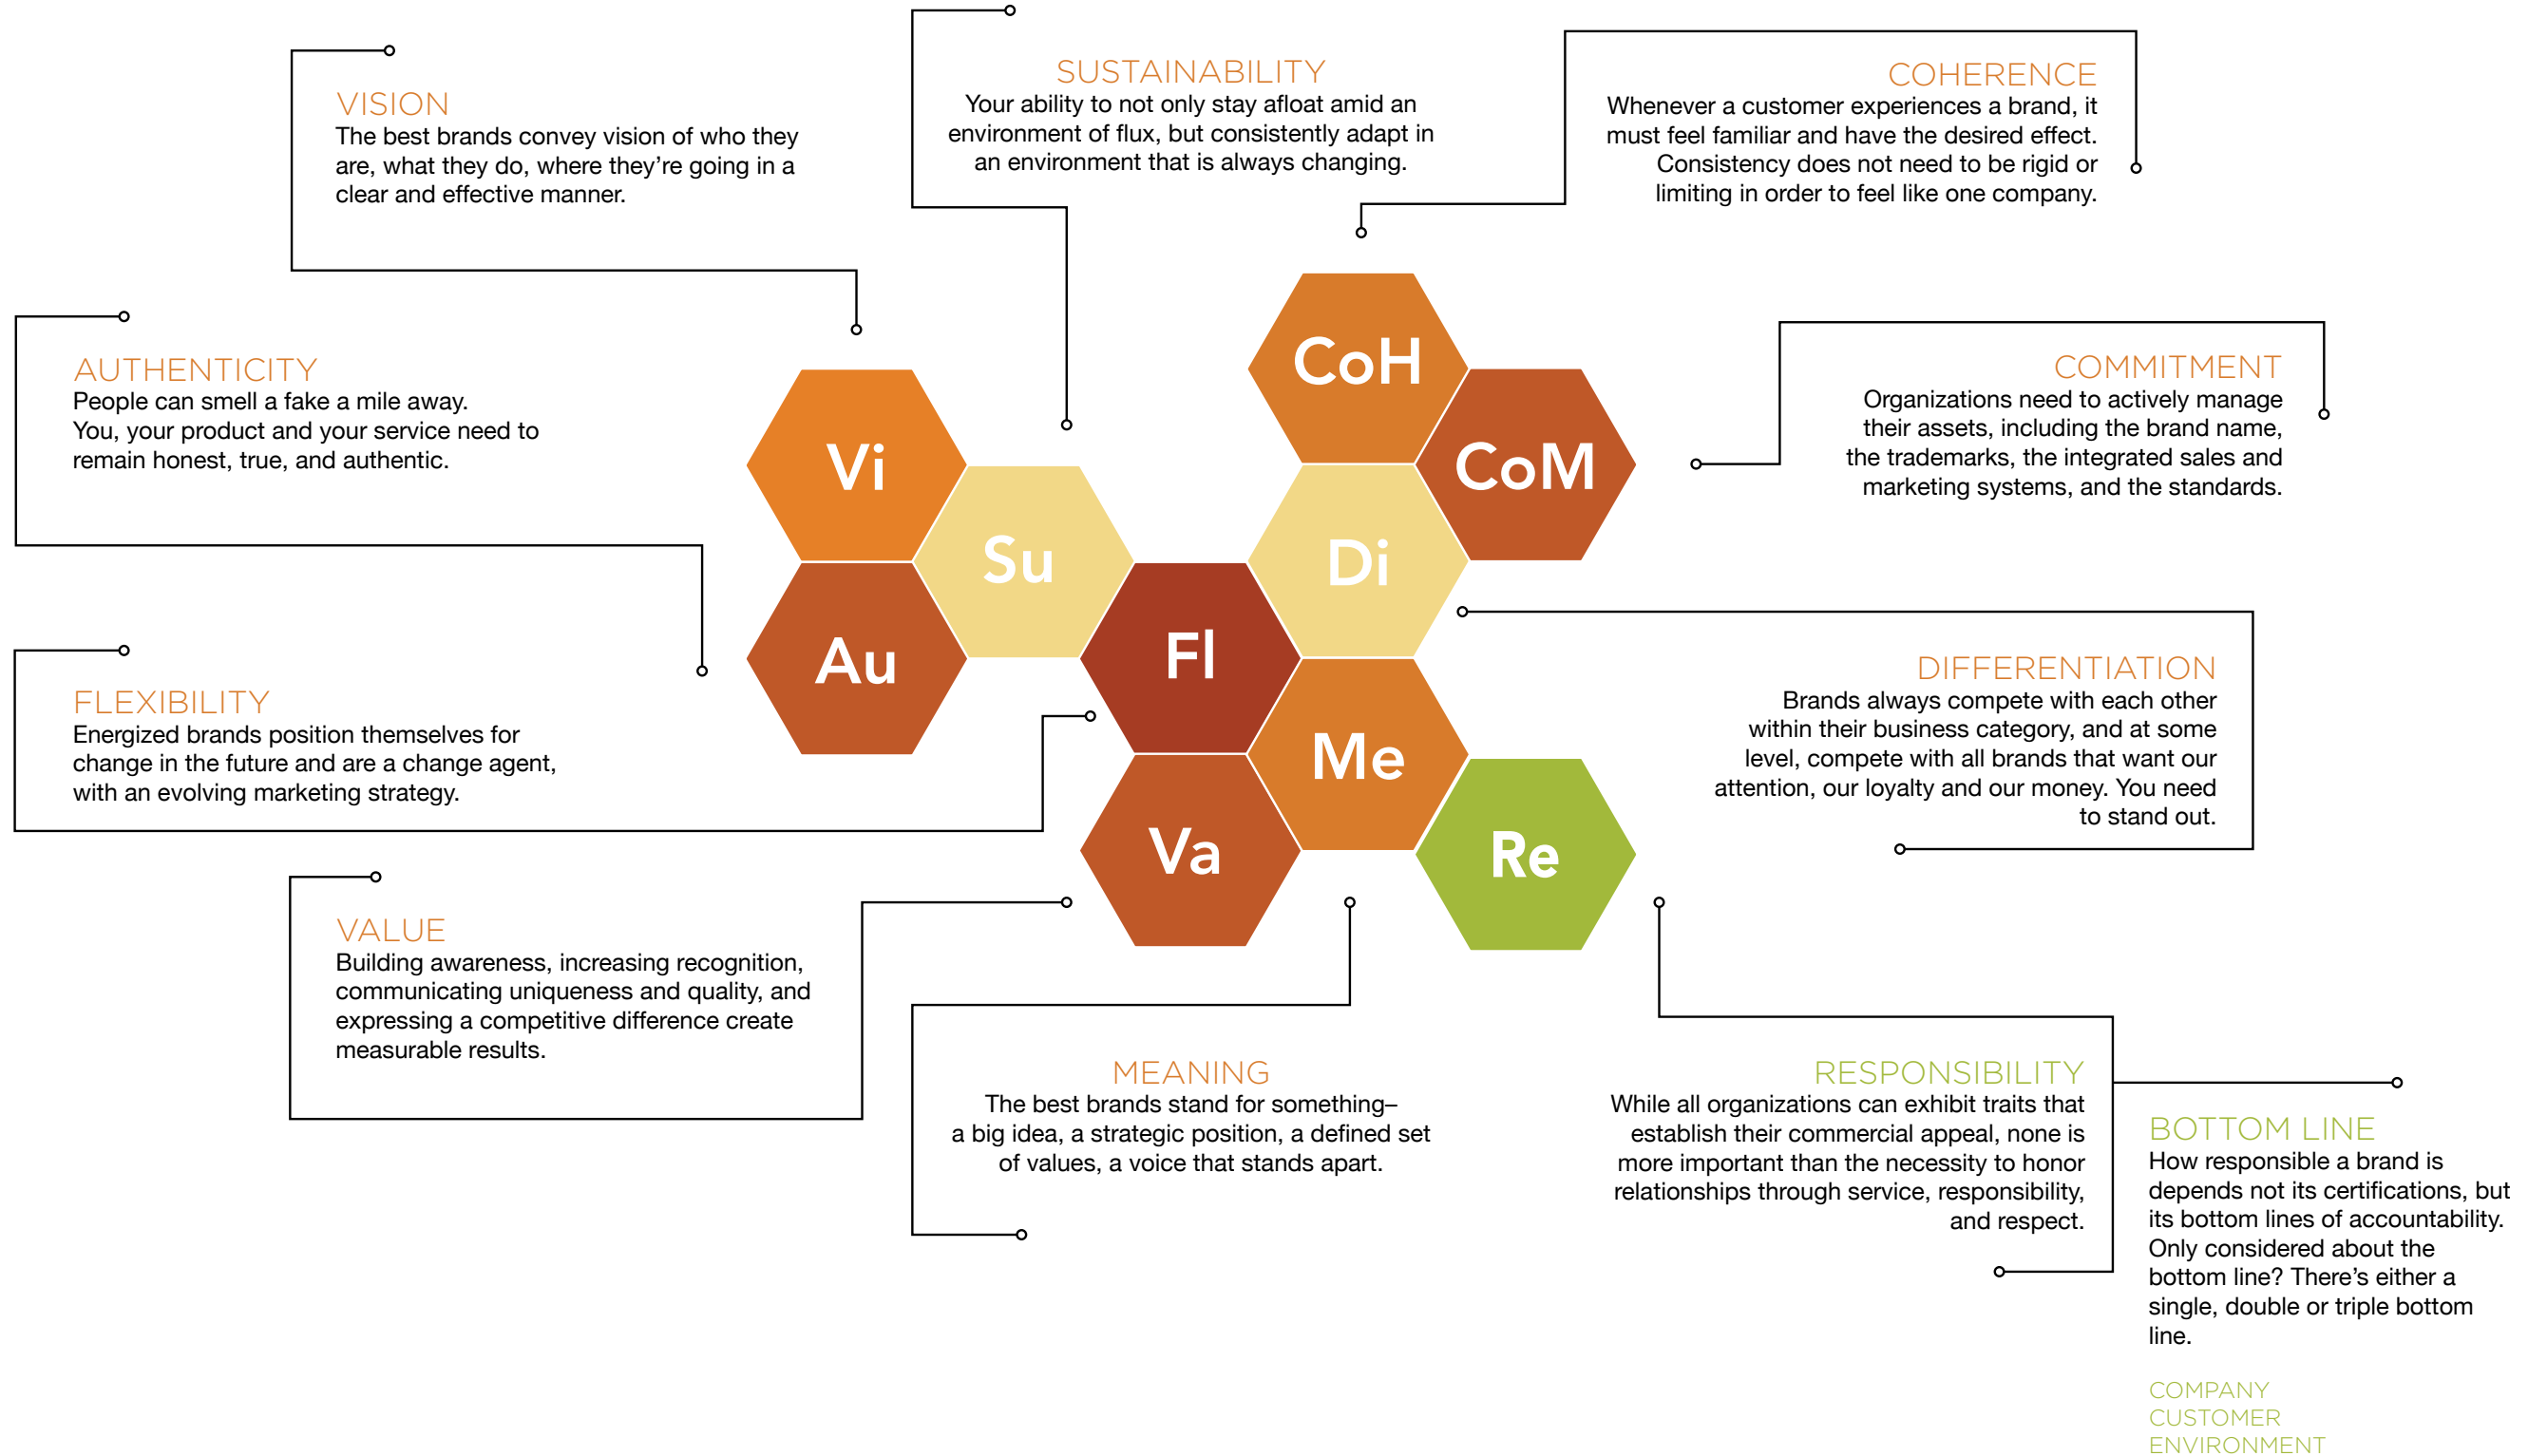 VISION
The best brands convey vision of who they
are, what they do, where they’re going in a
clear and effective manner.
SUSTAINABILITY
Your ability to not only stay afloat amid an
environment of flux, but consistently adapt in
an environment that is always changing.
COHERENCE
Whenever a customer experiences a brand, it
must feel familiar and have the desired effect.
Consistency does not need to be rigid or
limiting in order to feel like one company.
AUTHENTICITY
People can smell a fake a mile away.
You, your product and your service need to
remain honest, true, and authentic.
COMMITMENT
Organizations need to actively manage
their assets, including the brand name,
the trademarks, the integrated sales and
marketing systems, and the standards.
CoH
CoM
Vi
Su
Di
Au
Fl
Me
Va
Re
FLEXIBILITY
Energized brands position themselves for
change in the future and are a change agent,
with an evolving marketing strategy.
DIFFERENTIATION
Brands always compete with each other
within their business category, and at some
level, compete with all brands that want our
attention, our loyalty and our money. You need
to stand out.
VALUE
Building awareness, increasing recognition,
communicating uniqueness and quality, and
expressing a competitive difference create
measurable results.
MEANING
The best brands stand for something–
a big idea, a strategic position, a defined set
of values, a voice that stands apart.
RESPONSIBILITY
While all organizations can exhibit traits that
establish their commercial appeal, none is
more important than the necessity to honor
relationships through service, responsibility,
and respect.
BOTTOM LINE
How responsible a brand is
depends not its certifications, but
its bottom lines of accountability.
Only considered about the
bottom line? There’s either a
single, double or triple bottom
line.
COMPANY
CUSTOMER
ENVIRONMENT